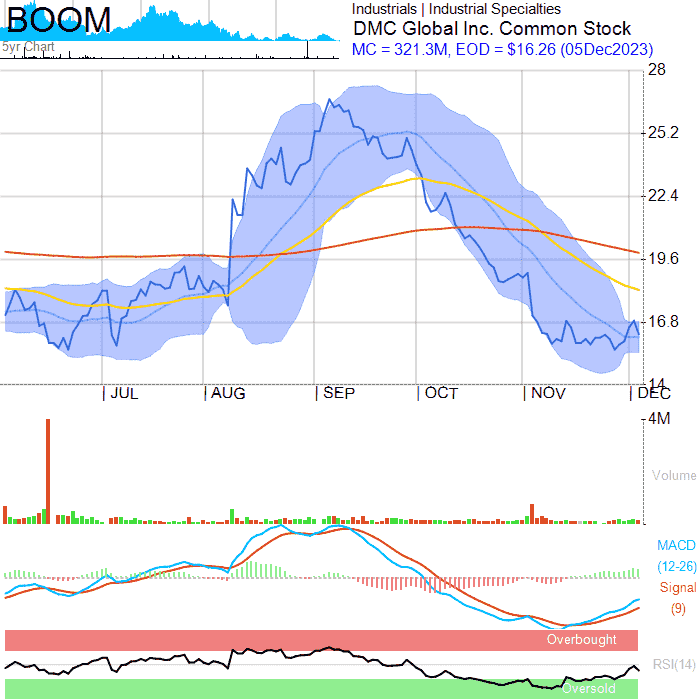 BOOM
5yr Chart
Industrials | Industrial Specialties
DMC Global Inc. Common Stock
MC = 321.3M, EOD = $16.26 (05Dec2023)
28
25.2
22.4
19.6
16.8
14
JUL
AUG
SEP
OCT
NOV
DEC
4M
Volume
MACD
(12-26)
Signal
(9)
Overbought
RSI(14)
Oversold